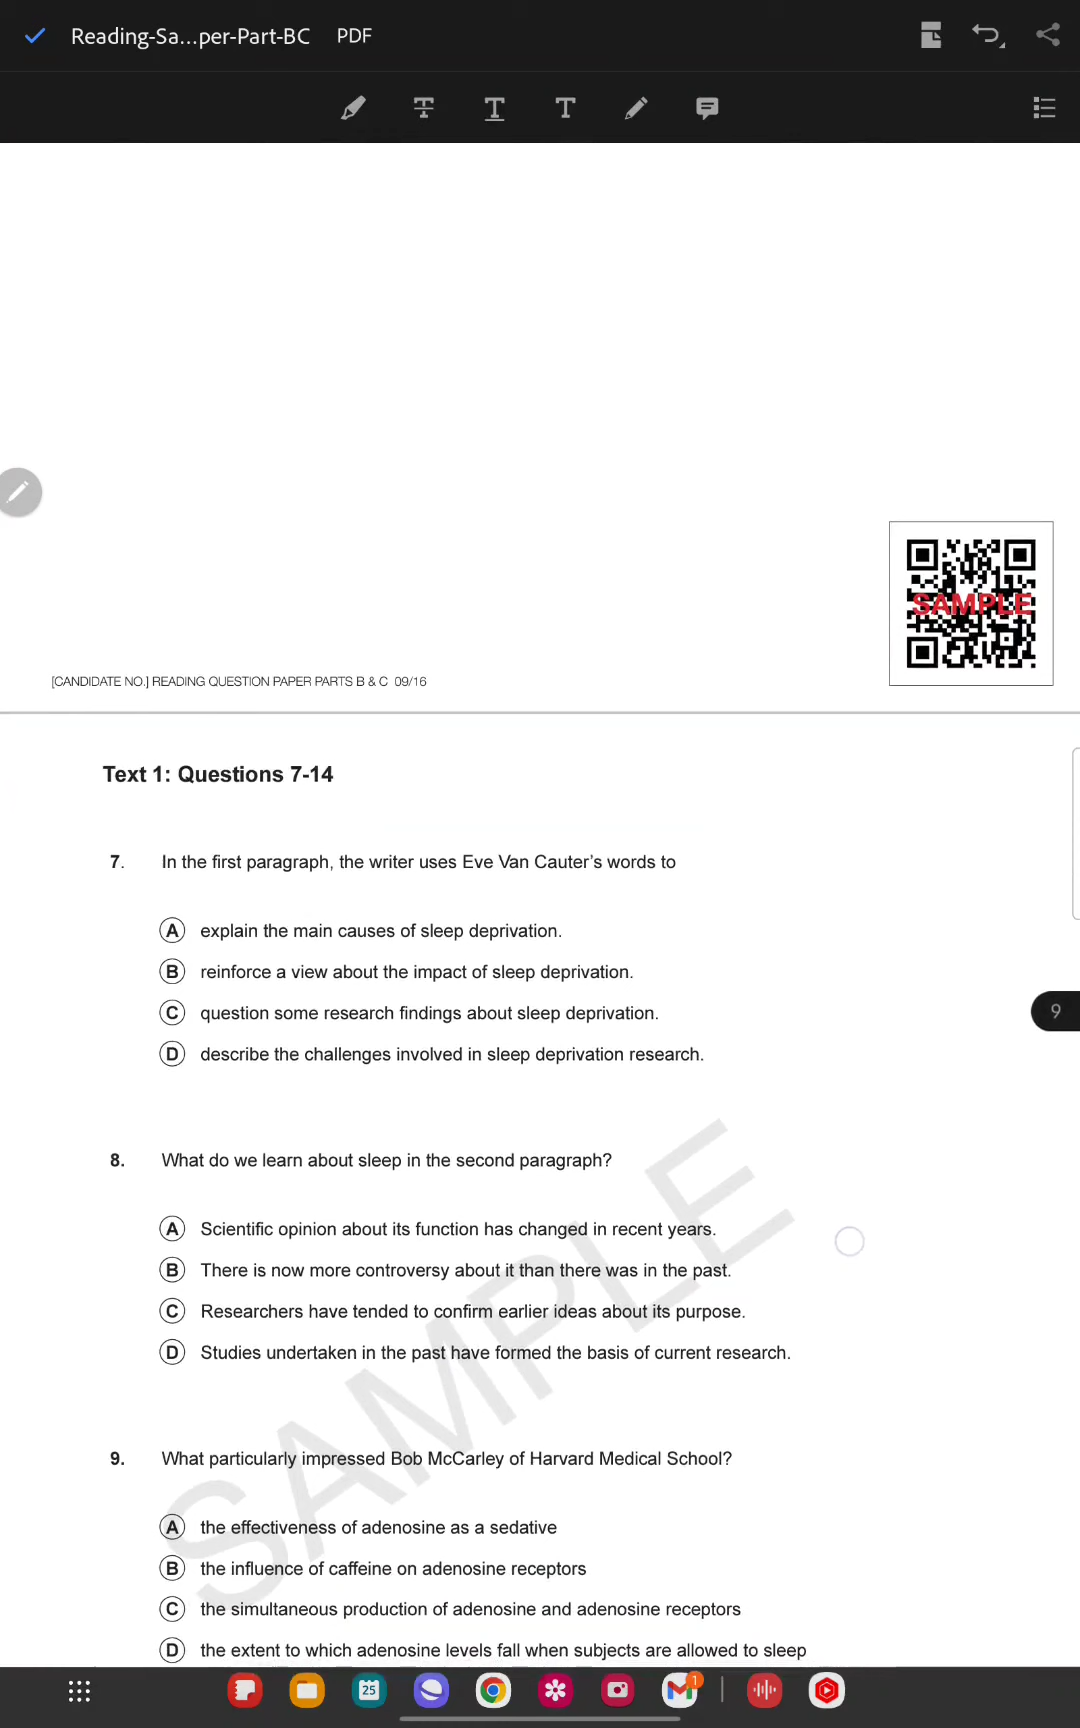 Reading-Sa...per-Part-BC PDF
SAMPLE
[CANDIDATE NO.] READING QUESTION PAPER PARTS B & C 09/16
Text 1: Questions 7-14
7. In the first paragraph, the writer uses Eve Van Cauter's words to
A explain the main causes of sleep deprivation.
B reinforce a view about the impact of sleep deprivation.
C question some research findings about sleep deprivation.
9
D describe the challenges involved in sleep deprivation research.
8. What do we learn about sleep in the second paragraph?
A Scientific opinion about its function has changed in recent years.
B There is now more controversy about it than there was in the past.
C Researchers have tended to confirm earlier ideas about its purpose.
D Studies undertaken in the past have formed the basis of current research.
SAMPLE
9. What particularly impressed Bob McCarley of Harvard Medical School?
A the effectiveness of adenosine as a sedative
B the influence of caffeine on adenosine receptors
C the simultaneous production of adenosine and adenosine receptors
D the extent to which adenosine levels fall when subjects are allowed to sleep
25
1